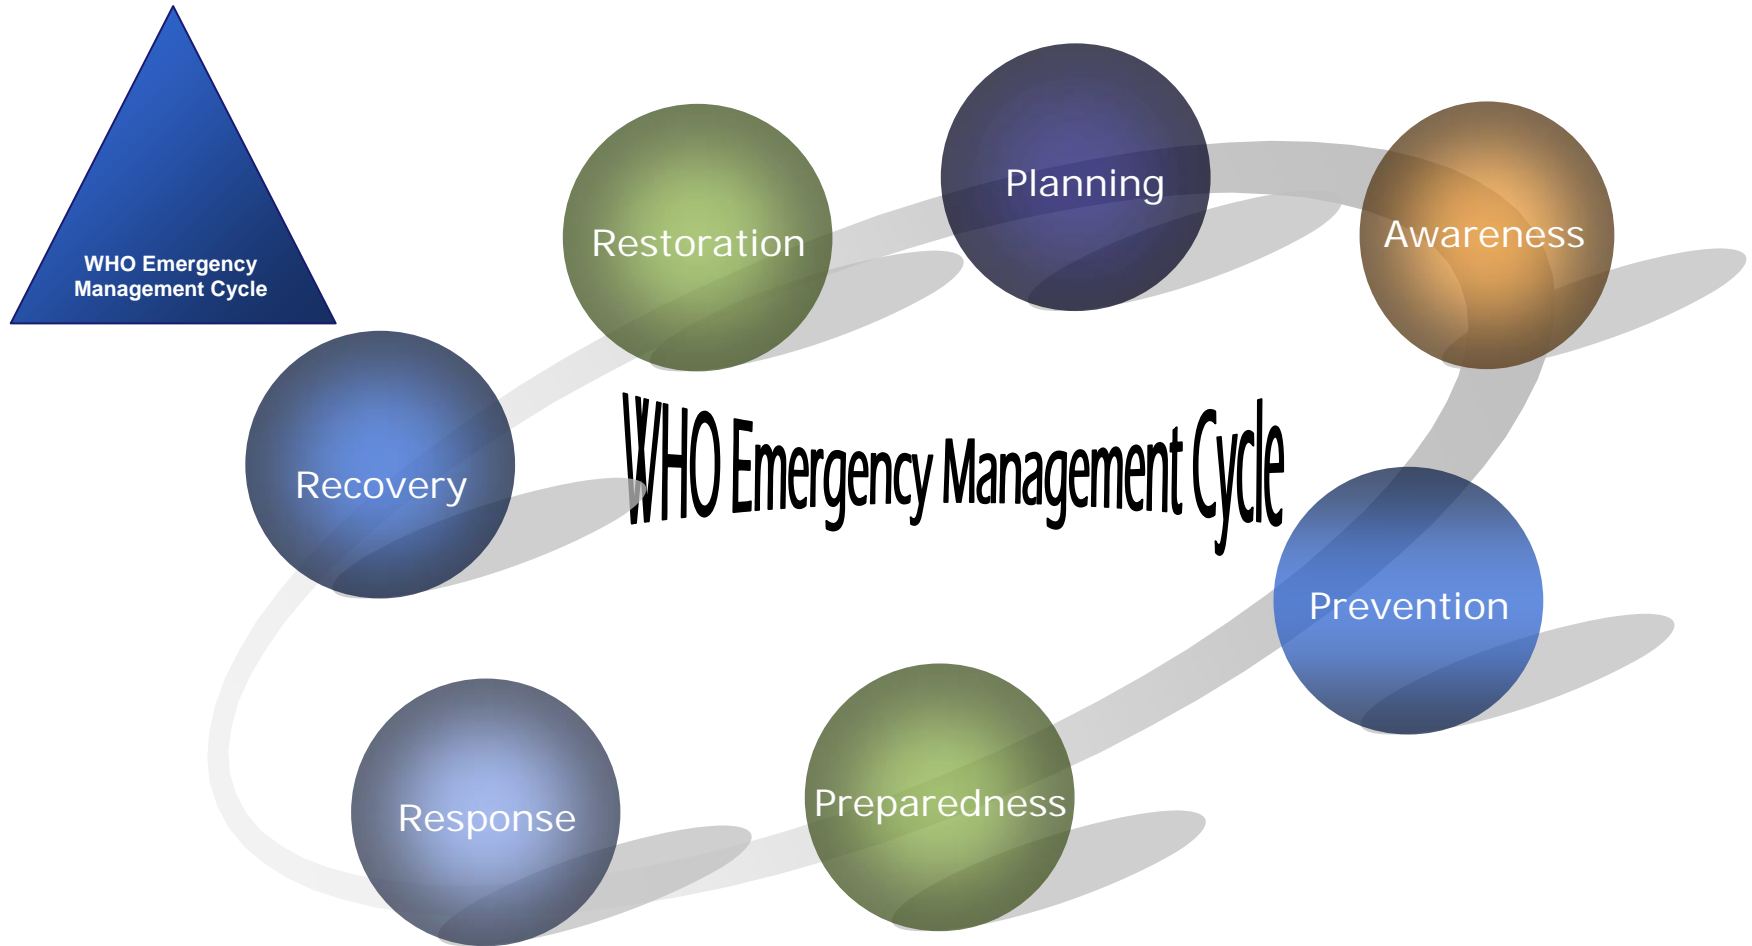 WHO Emergency
Management Cycle
Planning
Awareness
Restoration
WHO Emergency Management Cycle
Recovery
Prevention
Preparedness
Response